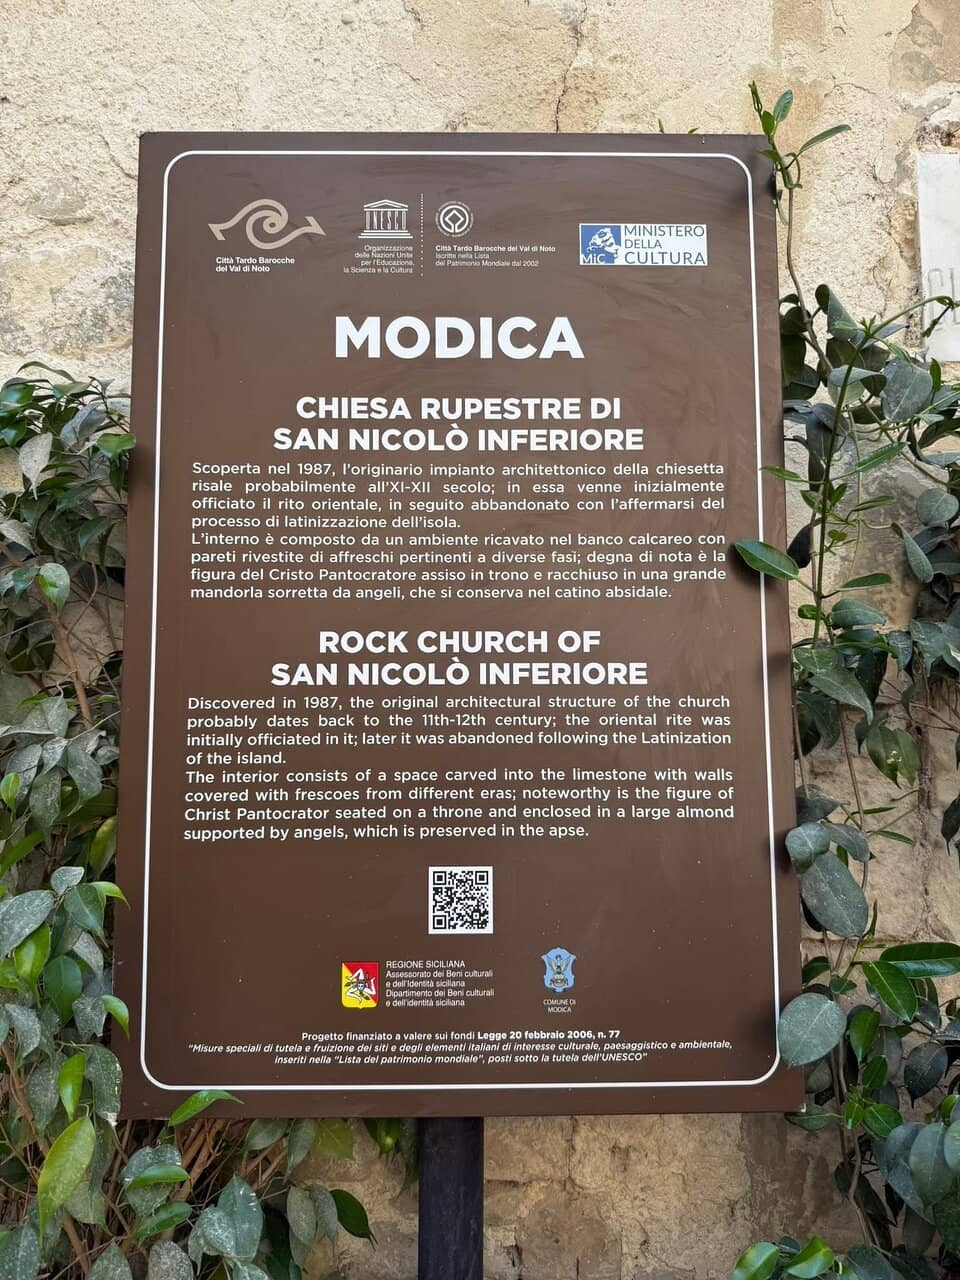 Città Tardo Barocche
del Val di Noto
UNESCO
Organizzazione
delle Nazioni Unite
per l'Educazione,
la Scienza e la Cultura
Città Tardo Barocche del Val di Noto
Iscritte nella Lista
del Patrimonio Mondiale dal 2002
MiC
MINISTERO
DELLA
CULTURA
MODICA
CHIESA RUPESTRE DI
SAN NICOLÒ INFERIORE
Scoperta nel 1987, l'originario impianto architettonico della chiesetta
risale probabilmente all'XI-XII secolo; in essa venne inizialmente
officiato il rito orientale, in seguito abbandonato con l'affermarsi del
processo di latinizzazione dell'isola.
L'interno è composto da un ambiente ricavato nel banco calcareo con
pareti rivestite di affreschi pertinenti a diverse fasi; degna di nota è la
figura del Cristo Pantocratore assiso in trono e racchiuso in una grande
mandorla sorretta da angeli, che si conserva nel catino absidale.
ROCK CHURCH OF
SAN NICOLÒ INFERIORE
Discovered in 1987, the original architectural structure of the church
probably dates back to the 11th-12th century; the oriental rite was
initially officiated in it; later it was abandoned following the Latinization
of the island.
The interior consists of a space carved into the limestone with walls
covered with frescoes from different eras; noteworthy is the figure of
Christ Pantocrator seated on a throne and enclosed in a large almond
supported by angels, which is preserved in the apse.
REGIONE SICILIANA
Assessorato dei Beni culturali
e dell'Identità siciliana
Dipartimento dei Beni culturali
e dell'identità siciliana
COMUNE DI
MODICA
Progetto finanziato a valere sui fondi Legge 20 febbraio 2006, n. 77
"Misure speciali di tutela e fruizione dei siti e degli elementi italiani di interesse culturale, paesaggistico e ambientale,
inseriti nella "Lista del patrimonio mondiale", posti sotto la tutela dell'UNESCO"